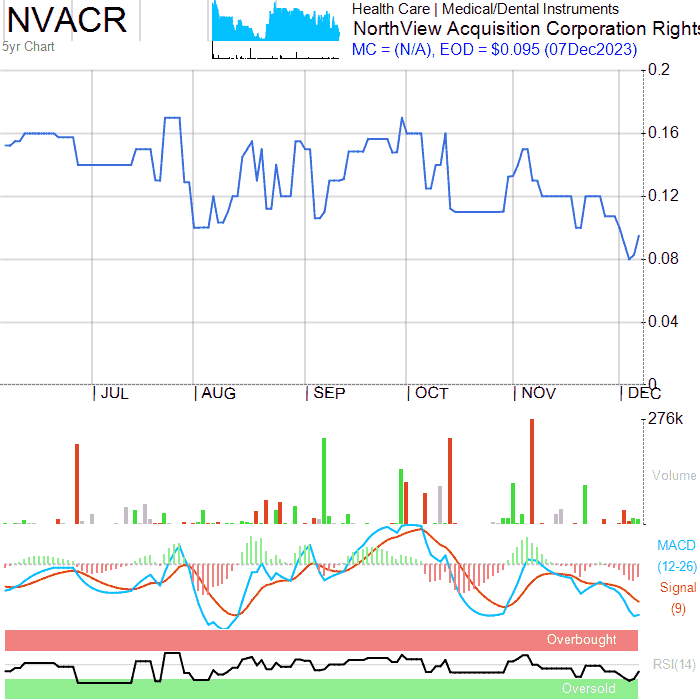 NVACR
5yr Chart
Health Care | Medical/Dental Instruments
NorthView Acquisition Corporation Rights
MC = (N/A), EOD = $0.095 (07Dec2023)
0.2
0.16
0.12
0.08
0.04
0
JUL AUG SEP OCT NOV DEC
276k
Volume
MACD
(12-26)
Signal
(9)
Overbought
RSI(14)
Oversold